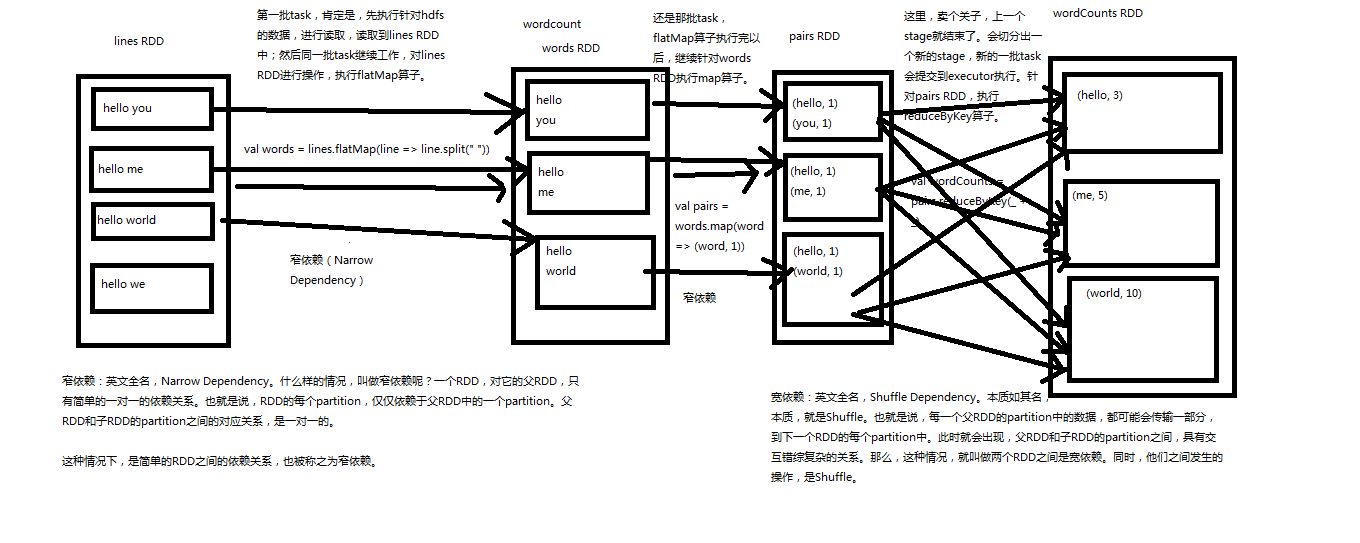 lines RDD
第一批task，肯定是，先执行针对hdfs
的数据，进行读取，读取到lines RDD
中；然后同一批task继续工作，对lines
RDD进行操作，执行flatMap算子。
wordcount
words RDD
还是那批task，
flatMap算子执行完以
后，继续针对words
RDD执行map算子。
pairs RDD
这里，卖个关子，上一个
stage就结束了。会切分出一
个新的stage，新的一批task
会提交到executor执行。针
对pairs RDD，执行
reduceByKey算子。
wordCounts RDD
hello you
hello me
hello world
hello we
val words = lines.flatMap(line => line.split(" "))
窄依赖（Narrow
Dependency）
hello
you
hello
me
hello
world
val pairs =
words.map(word
=> (word, 1))
窄依赖
(hello, 1)
(you, 1)
(hello, 1)
(me, 1)
(hello, 1)
(world, 1)
val wordCounts =
pairs.reduceByKey(_ +
_)
(hello, 3)
(me, 5)
(world, 10)
窄依赖：英文全名，Narrow Dependency。什么样的情况，叫做窄依赖呢？一个RDD，对它的父RDD，只
有简单的一对一的依赖关系。也就是说，RDD的每个partition，仅仅依赖于父RDD中的一个partition。父
RDD和子RDD的partition之间的对应关系，是一对一的。
这种情况下，是简单的RDD之间的依赖关系，也被称之为窄依赖。
宽依赖：英文全名，Shuffle Dependency。本质如其名，
本质，就是Shuffle。也就是说，每一个父RDD的partition中的数据，都可能会传输一部分，
到下一个RDD的每个partition中。此时就会出现，父RDD和子RDD的partition之间，具有交
互错综复杂的关系。那么，这种情况，就叫做两个RDD之间是宽依赖。同时，他们之间发生的
操作，是Shuffle。